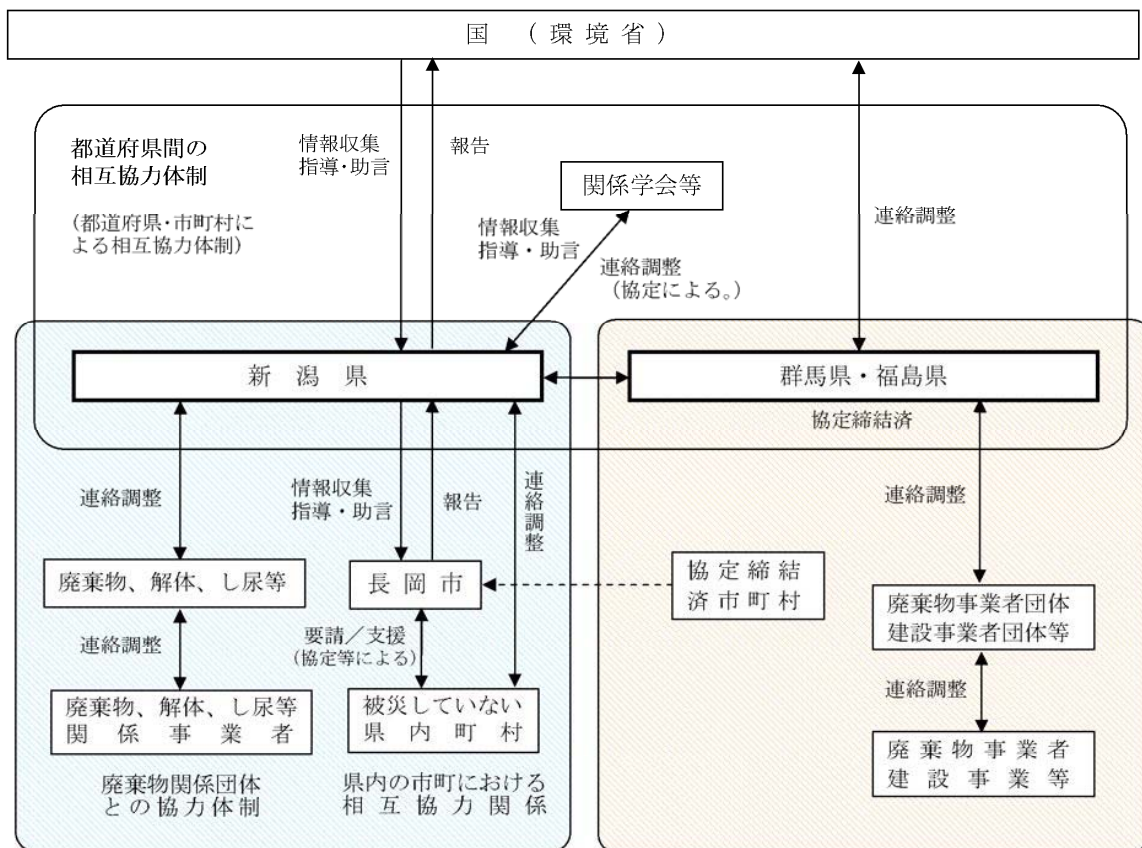 国 （環境省）
都道府県間の
相互協力体制
（都道府県・市町村に
よる相互協力体制）
情報収集
指導・助言
報告
関係学会等
情報収集
指導・助言
連絡調整
（協定による。）
連絡調整
新潟県
群馬県・福島県
協定締結済
連絡調整
情報収集
指導・助言
報告
連絡調整
連絡調整
廃棄物、解体、し尿等
長岡市
協定締結
済市町村
廃棄物事業者団体
建設事業者団体等
連絡調整
要請／支援
（協定等による）
連絡調整
廃棄物、解体、し尿等
関係事業者
被災していない
県内町村
廃棄物事業者
建設事業等
廃棄物関係団体
との協力体制
県内の市町における
相互協力関係